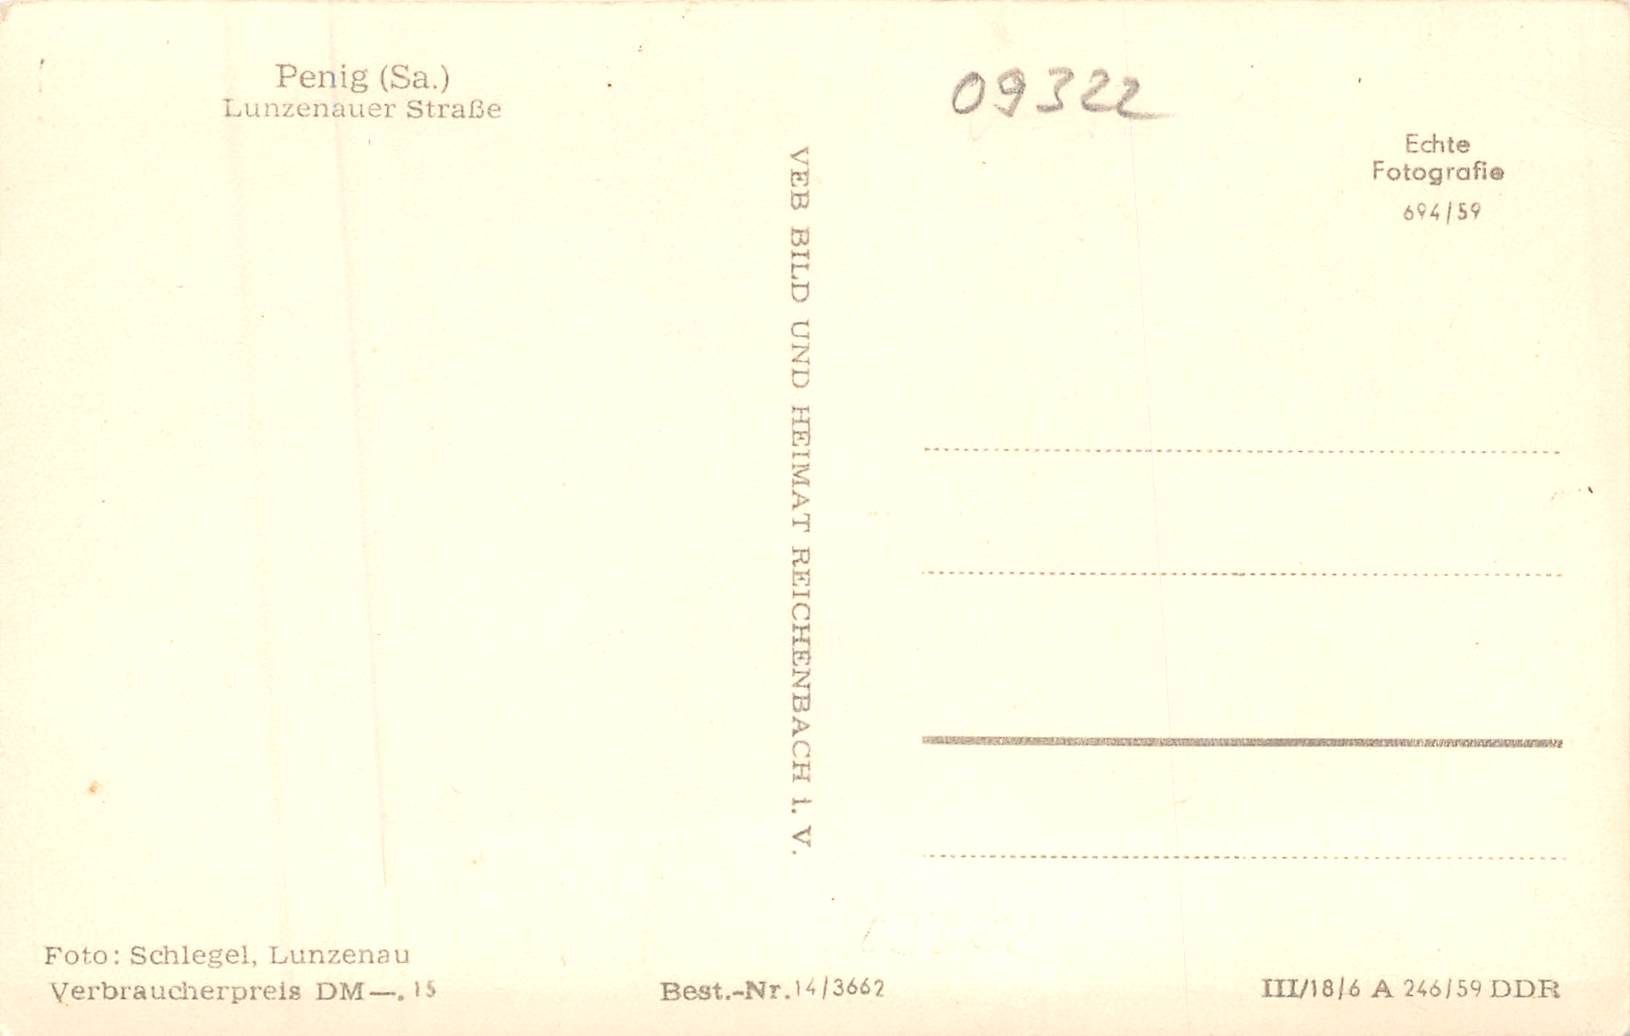 Penig (Sa.)
Lunzenauer Straße
09322
Echte
Fotografie
694/59
VEB BILD UND HEIMAT REICHENBACH i. V.
Foto: Schlegel, Lunzenau
Verbraucherpreis DM—.15
Best.-Nr.14/3662
III/18/6 A 246/59 DDR